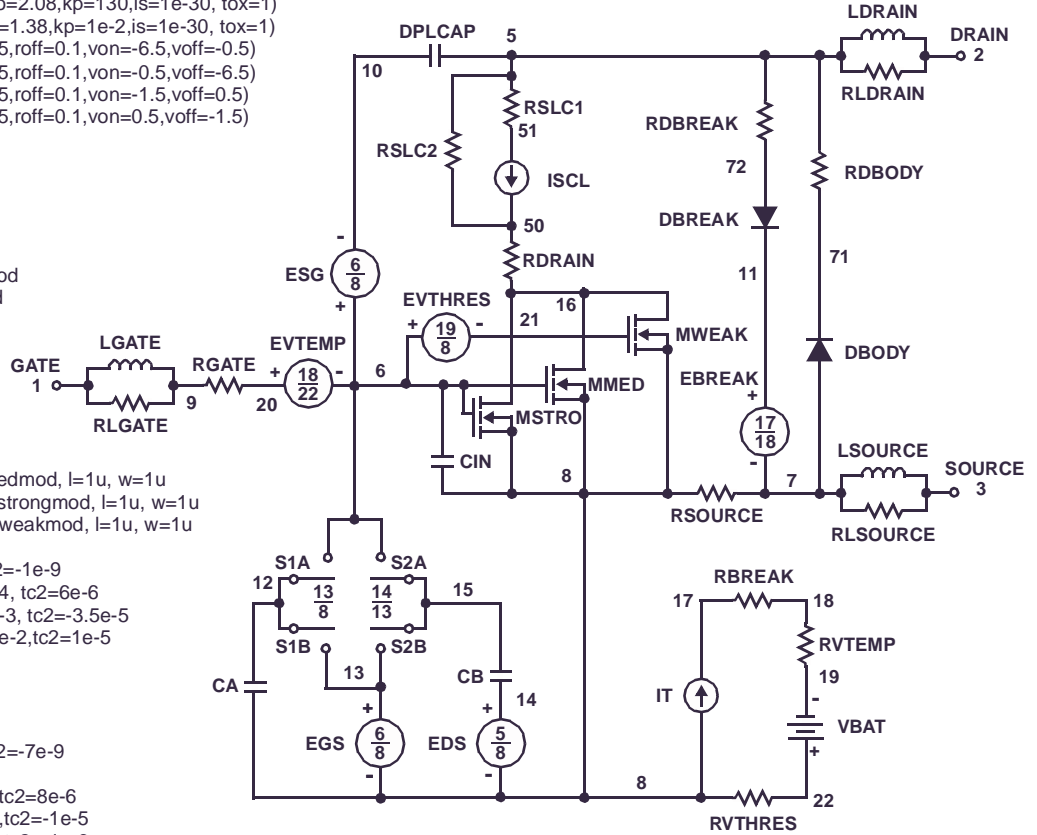 p=2.08,kp=130,is=1e-30, tox=1)
=1.38,kp=1e-2,is=1e-30, tox=1)
5,roff=0.1,von=-6.5,voff=-0.5)
5,roff=0.1,von=-0.5,voff=-6.5)
5,roff=0.1,von=-1.5,voff=0.5)
5,roff=0.1,von=0.5,voff=-1.5)
LDRAIN
DPLCAP
5
DRAIN
2
10
RLDRAIN
RSLC1
51
RDBREAK
RSLC2
72
ISCL
RDBODY
50
DBREAK
-
71
od
ESG
6
8
+
RDRAIN
11
EVTHRES
+
19
8
-
16
21
MWEAK
LGATE
EVTEMP
GATE
1
RGATE
+
18
22
-
6
MMED
EBREAK
+
DBODY
9
20
RLGATE
MSTRO
17
18
-
LSOURCE
CIN
8
7
SOURCE
3
edmod, l=1u, w=1u
strongmod, l=1u, w=1u
weakmod, l=1u, w=1u
RSOURCE
RLSOURCE
2=-1e-9
4, tc2=6e-6
-3, tc2=-3.5e-5
e-2,tc2=1e-5
S1A
S2A
12
13
8
14
13
15
RBREAK
17
18
S1B
S2B
RVTEMP
13
CB
19
CA
14
IT
-
+
+
VBAT
EGS
6
8
EDS
5
8
+
2=-7e-9
-
-
8
22
tc2=8e-6
,tc2=-1e-5
RVTHRES